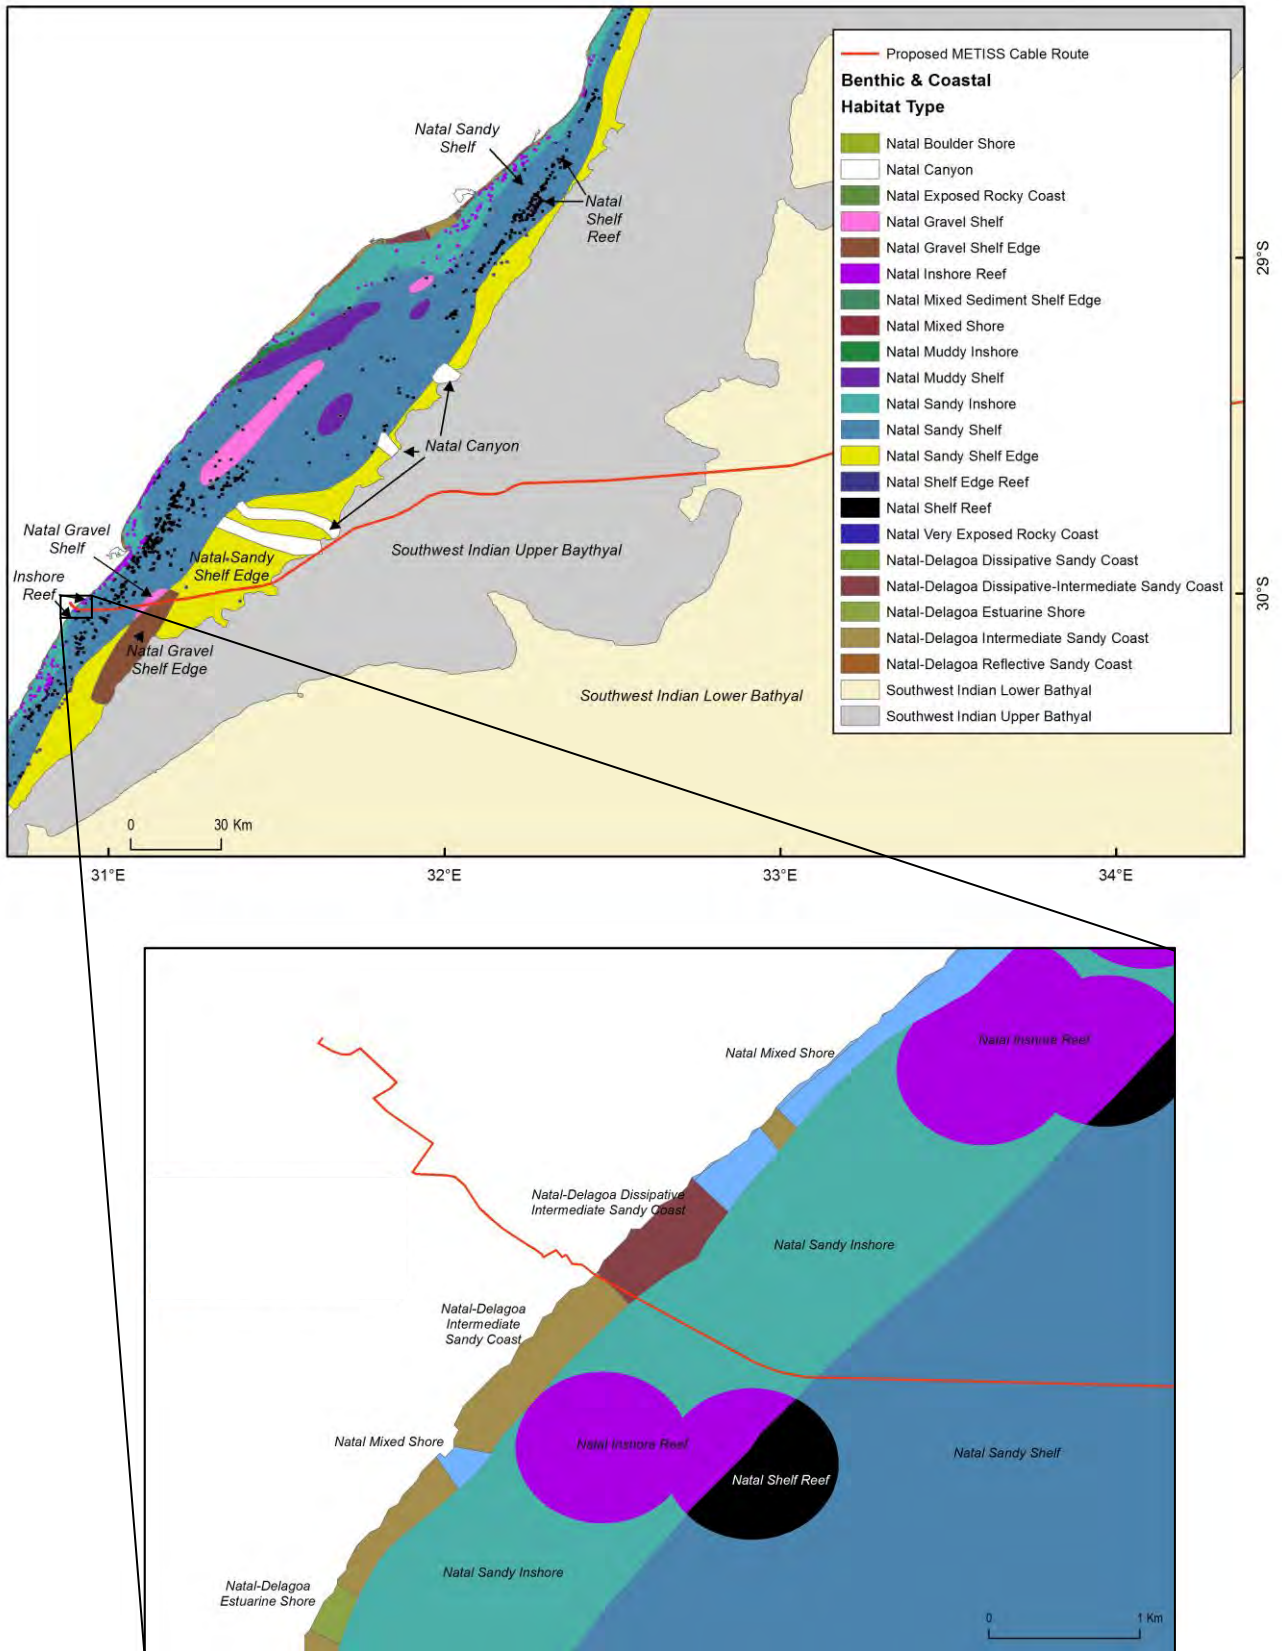 Proposed METISS Cable Route
Benthic & Coastal
Habitat Type
Natal Boulder Shore
Natal Canyon
Natal Exposed Rocky Coast
Natal Gravel Shelf
Natal Gravel Shelf Edge
Natal Inshore Reef
Natal Mixed Sediment Shelf Edge
Natal Mixed Shore
Natal Muddy Inshore
Natal Muddy Shelf
Natal Sandy Inshore
Natal Sandy Shelf
Natal Sandy Shelf Edge
Natal Shelf Edge Reef
Natal Shelf Reef
Natal Very Exposed Rocky Coast
Natal-Delagoa Dissipative Sandy Coast
Natal-Delagoa Dissipative-Intermediate Sandy Coast
Natal-Delagoa Estuarine Shore
Natal-Delagoa Intermediate Sandy Coast
Natal-Delagoa Reflective Sandy Coast
Southwest Indian Lower Bathyal
Southwest Indian Upper Bathyal
Natal Sandy
Shelf
Natal
Shelf
Reef
29°S
Natal Canyon
Natal Gravel
Shelf
Natal Sandy
Shelf Edge
Southwest Indian Upper Baythyal
Inshore
Reef
30°S
Natal Gravel
Shelf Edge
Southwest Indian Lower Bathyal
0 30 Km
31°E 32°E 33°E 34°E
Natal Inshore Reef
Natal Mixed Shore
Natal-Delagoa Dissipative
Intermediate Sandy Coast
Natal Sandy Inshore
Natal-Delagoa
Intermediate
Sandy Coast
Natal Mixed Shore
Natal Inshore Reef
Natal Sandy Shelf
Natal Shelf Reef
Natal Sandy Inshore
Natal-Delagoa
Estuarine Shore
0 1 Km